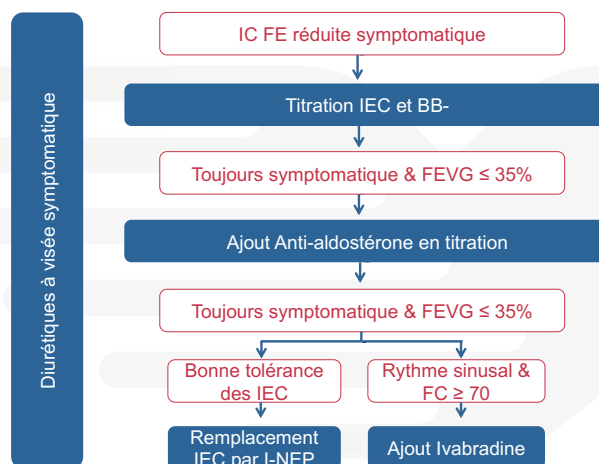 Diurétiques à visée symptomatique
IC FE réduite symptomatique
Titration IEC et BB-
Toujours symptomatique & FEVG ≤ 35%
Ajout Anti-aldostérone en titration
Toujours symptomatique & FEVG ≤ 35%
Bonne tolérance
des IEC
Rythme sinusal &
FC ≥ 70
Remplacement
IEC par I-NEP
Ajout Ivabradine